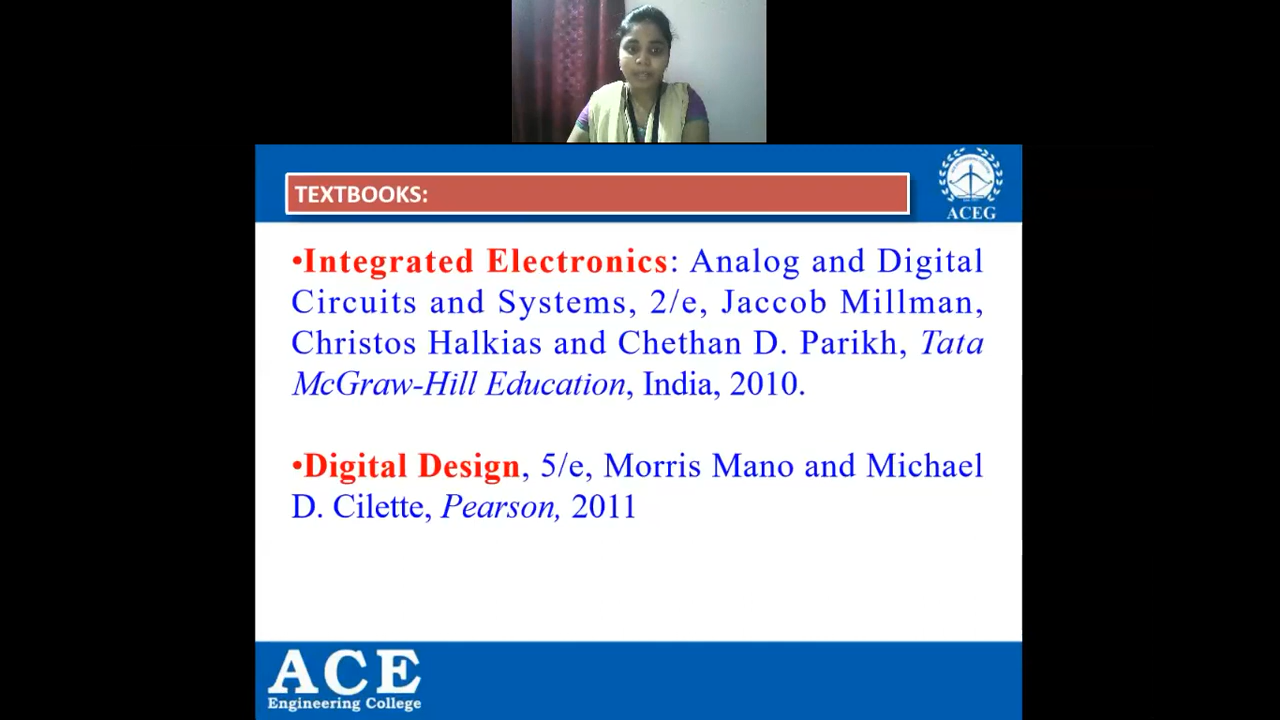 TEXTBOOKS:
ACEG
•Integrated Electronics: Analog and Digital
Circuits and Systems, 2/e, Jaccob Millman,
Christos Halkias and Chethan D. Parikh, Tata
McGraw-Hill Education, India, 2010.
•Digital Design, 5/e, Morris Mano and Michael
D. Cilette, Pearson, 2011
ACE
Engineering College